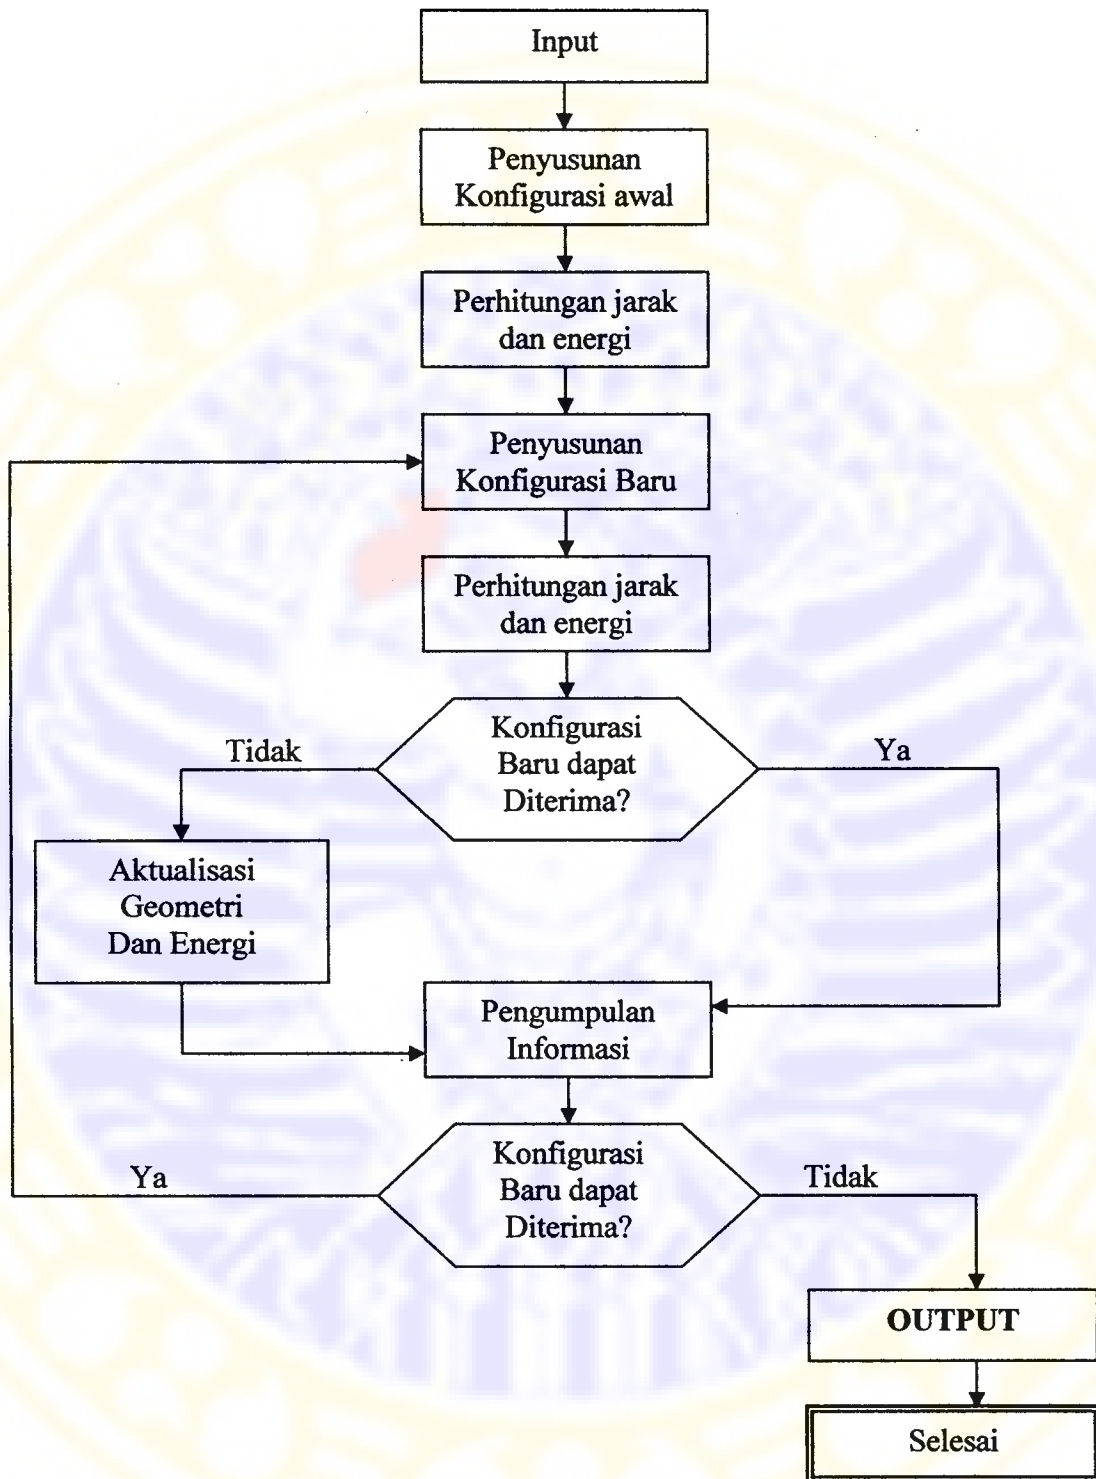 Input
Penyusunan
Konfigurasi awal
Perhitungan jarak
dan energi
Penyusunan
Konfigurasi Baru
Perhitungan jarak
dan energi
Konfigurasi
Baru dapat
Diterima?
Tidak
Ya
Aktualisasi
Geometri
Dan Energi
Pengumpulan
Informasi
Konfigurasi
Baru dapat
Diterima?
Ya
Tidak
OUTPUT
Selesai